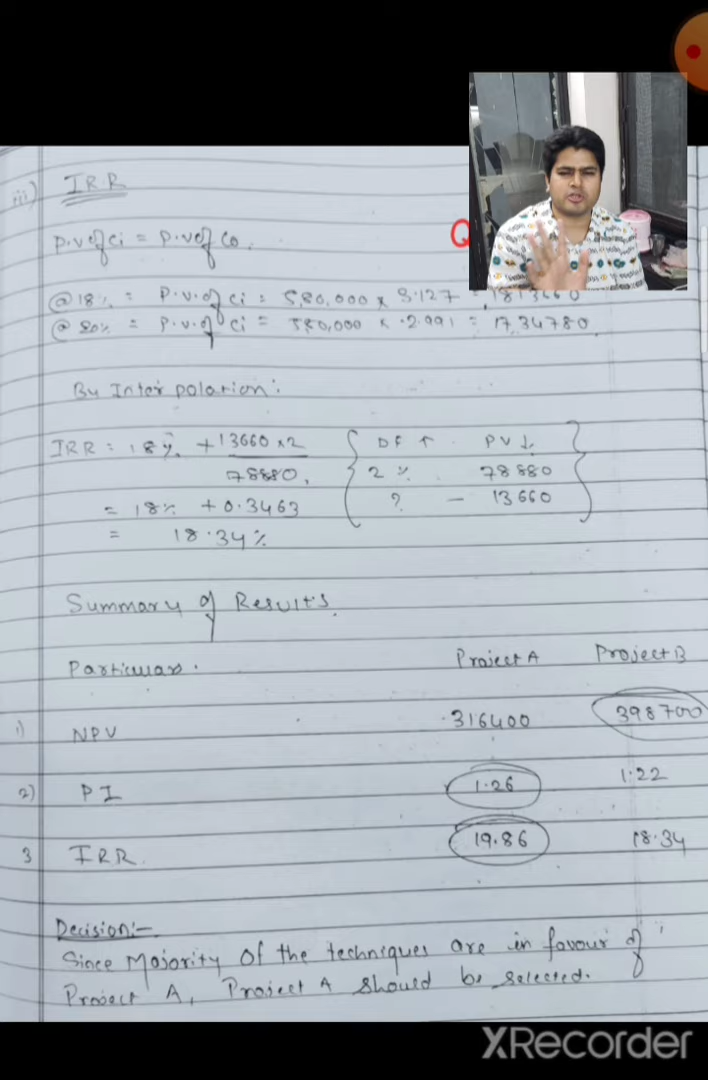 iii) I.R.R
P.V of Ci = P.V of Co.
Q
@ 18% = P.V. of Ci = 5,80,000 x 3.127 = 1813660
@ 20% = P.V. of Ci = 580,000 x 2.991 = 1734780
By Interpolation:
IRR = 18% + 13660 x 2 DF ↑ PV ↓
78880. 2 % 78880
= 18% + 0.3463 ? - 13660
= 18.34%
Summary of Results.
Particulars. Project A Project B
1) NPV 316400 398700
2) PI 1.26 1.22
3 IRR. 19.86 18.34
Decision:-
Since Majority of the techniques are in favour of
Project A, Project A should be selected.
XRecorder